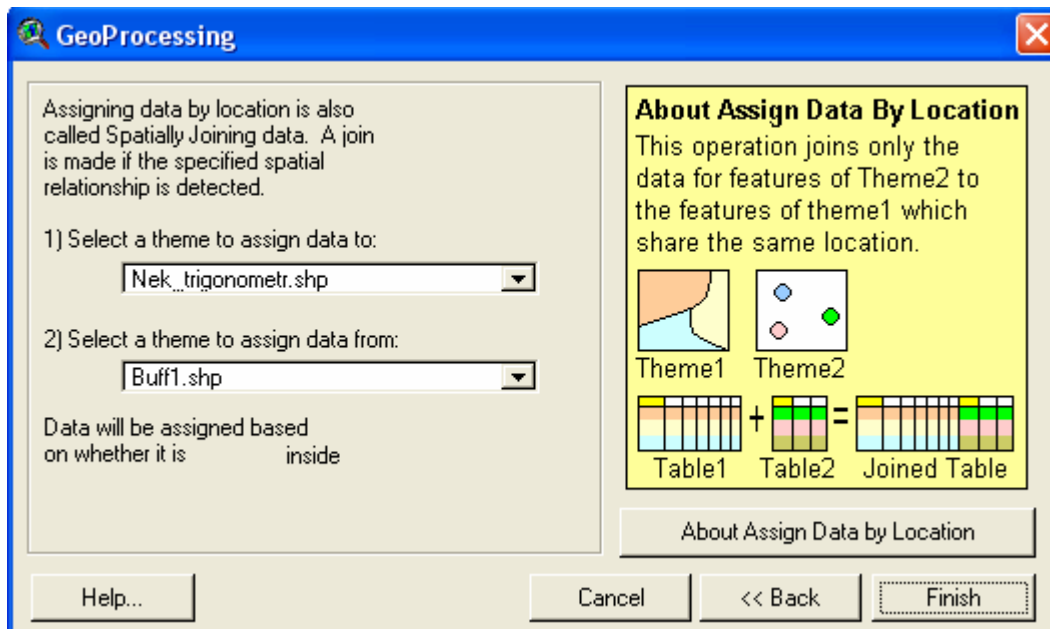 GeoProcessing
Assigning data by location is also
called Spatially Joining data. A join
is made if the specified spatial
relationship is detected.
1) Select a theme to assign data to:
Nek_trigonometr.shp
2) Select a theme to assign data from:
Buff1.shp
Data will be assigned based
on whether it is inside
About Assign Data By Location
This operation joins only the
data for features of Theme2 to
the features of theme1 which
share the same location.
Theme1 Theme2
+ =
Table1 Table2 Joined Table
About Assign Data by Location
Help... Cancel << Back Finish